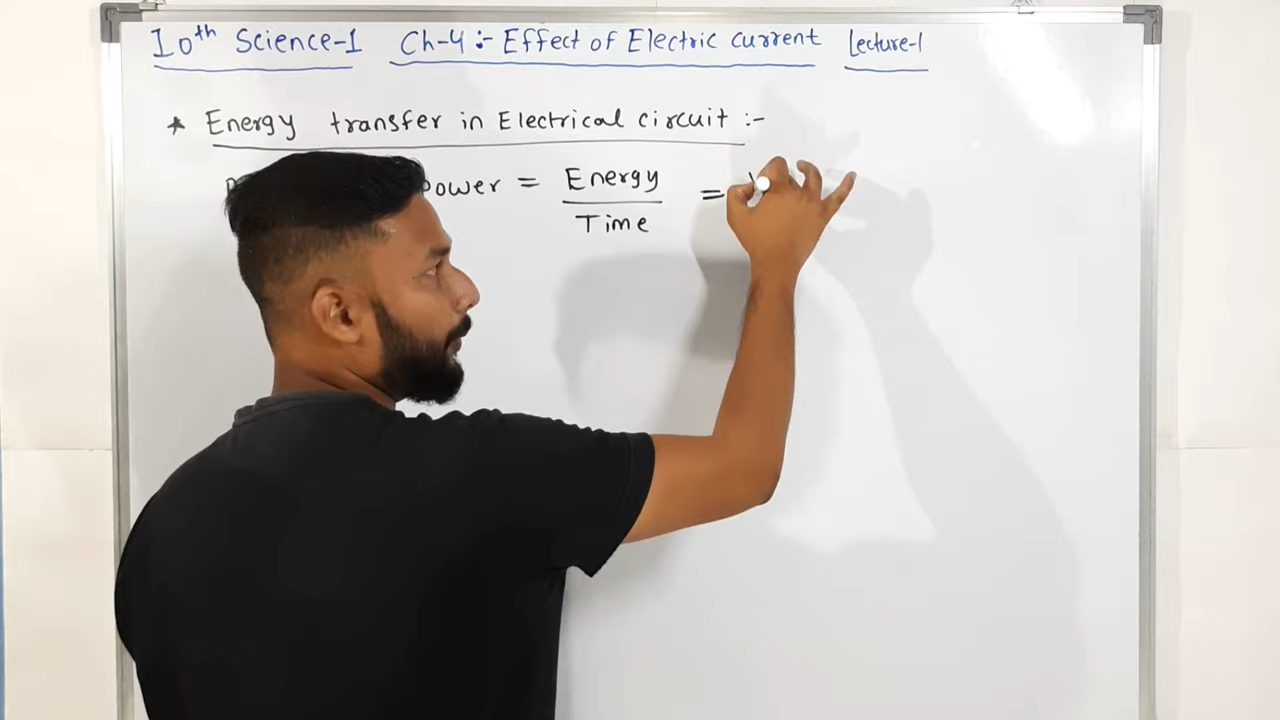 10th Science-1 Ch-4 :- Effect of Electric current Lecture-1
* Energy transfer in Electrical circuit :-
Power = Energy / Time =